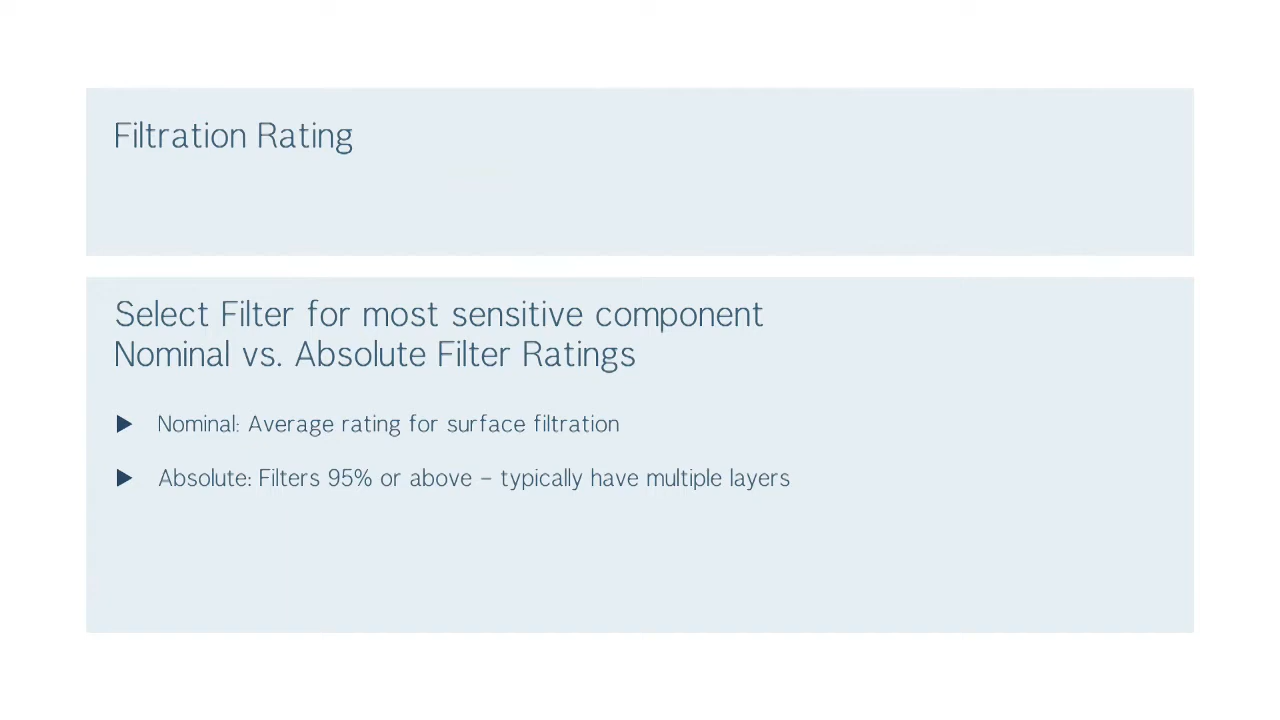 Filtration Rating
Select Filter for most sensitive component
Nominal vs. Absolute Filter Ratings
Nominal: Average rating for surface filtration
Absolute: Filters 95% or above – typically have multiple layers